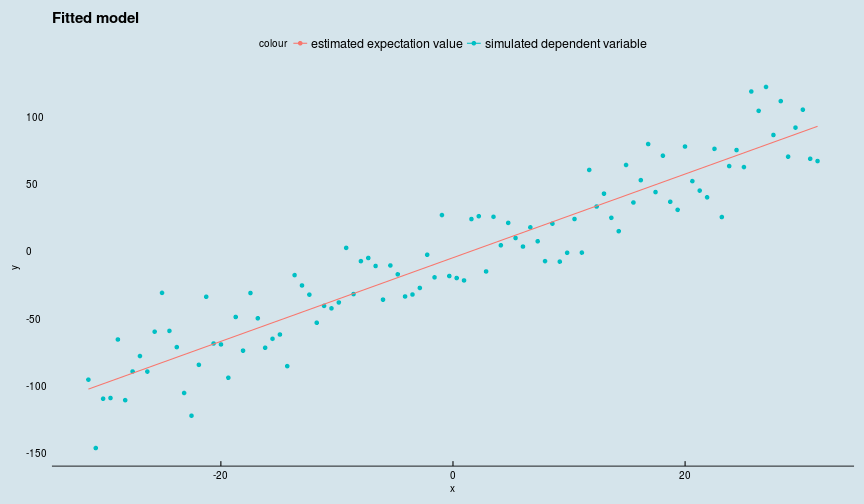 Fitted model
colour estimated expectation value simulated dependent variable
100
50
0
-50
-100
-150
y
-20 0 20
x